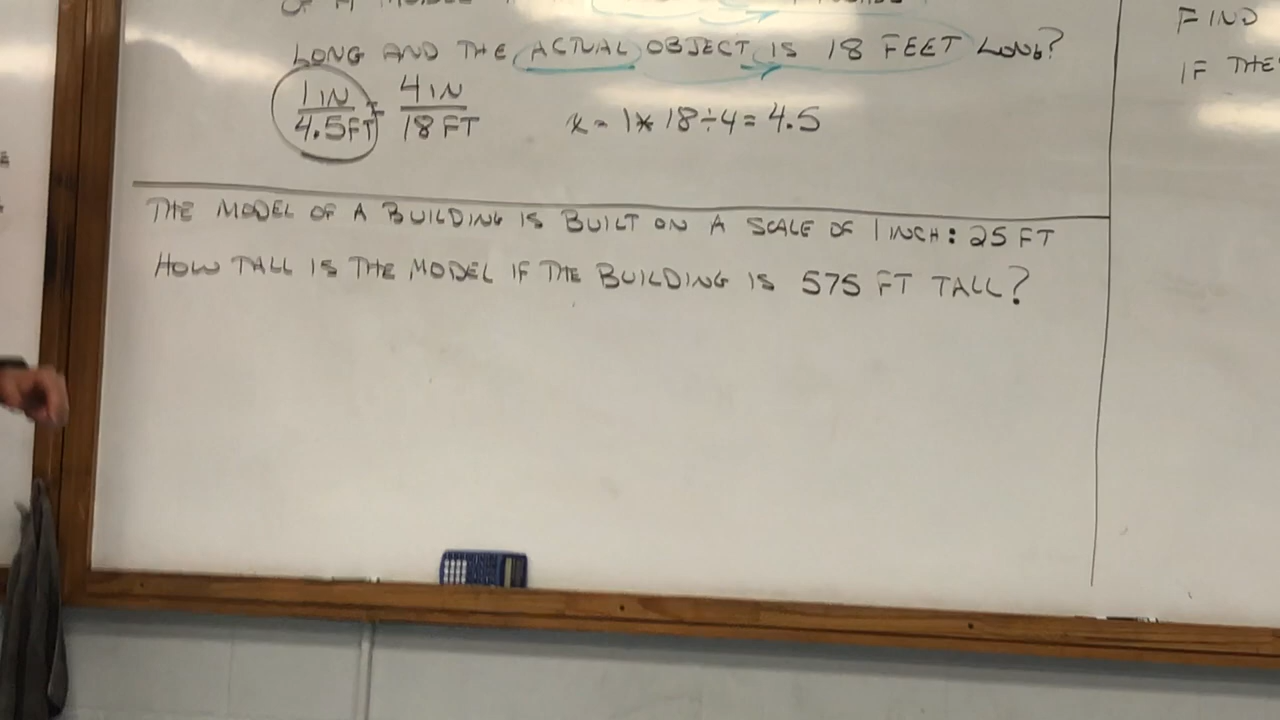 OF A MODEL
LONG AND THE ACTUAL OBJECT IS 18 FEET LONG?
1 IN / 4.5 FT = 4 IN / 18 FT x = 1 * 18 ÷ 4 = 4.5
THE MODEL OF A BUILDING IS BUILT ON A SCALE OF 1 INCH: 25 FT
HOW TALL IS THE MODEL IF THE BUILDING IS 575 FT TALL?
FIND
IF THE